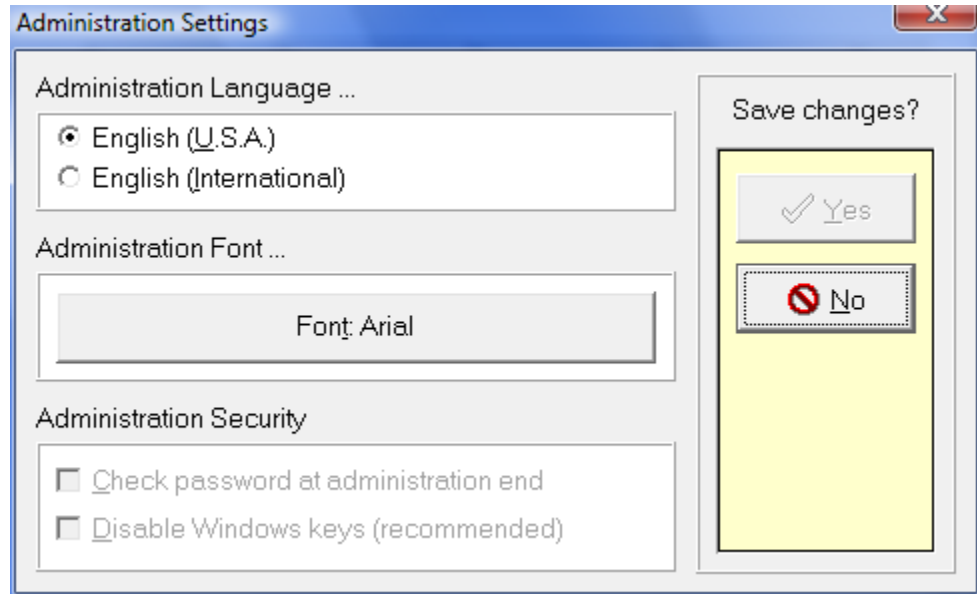 Administration Settings
Administration Language ...
English (U.S.A.)
English (International)
Administration Font ...
Font: Arial
Administration Security
Check password at administration end
Disable Windows keys (recommended)
Save changes?
Yes
No